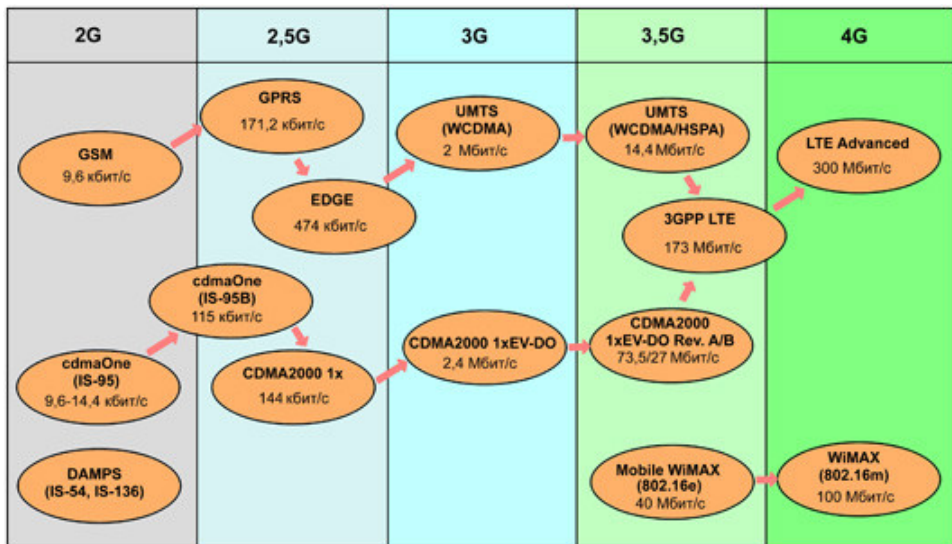 2G
2,5G
3G
3,5G
4G
GSM
9,6 кбит/с
GPRS
171,2 кбит/с
EDGE
474 кбит/с
UMTS
(WCDMA)
2 Мбит/с
UMTS
(WCDMA/HSPA)
14,4 Мбит/с
3GPP LTE
173 Мбит/с
LTE Advanced
300 Мбит/с
cdmaOne
(IS-95)
9,6-14,4 кбит/с
cdmaOne
(IS-95B)
115 кбит/с
CDMA2000 1x
144 кбит/с
CDMA2000 1xEV-DO
2,4 Мбит/с
CDMA2000
1xEV-DO Rev. A/B
73,5/27 Мбит/с
DAMPS
(IS-54, IS-136)
Mobile WiMAX
(802.16e)
40 Мбит/с
WiMAX
(802.16m)
100 Мбит/с